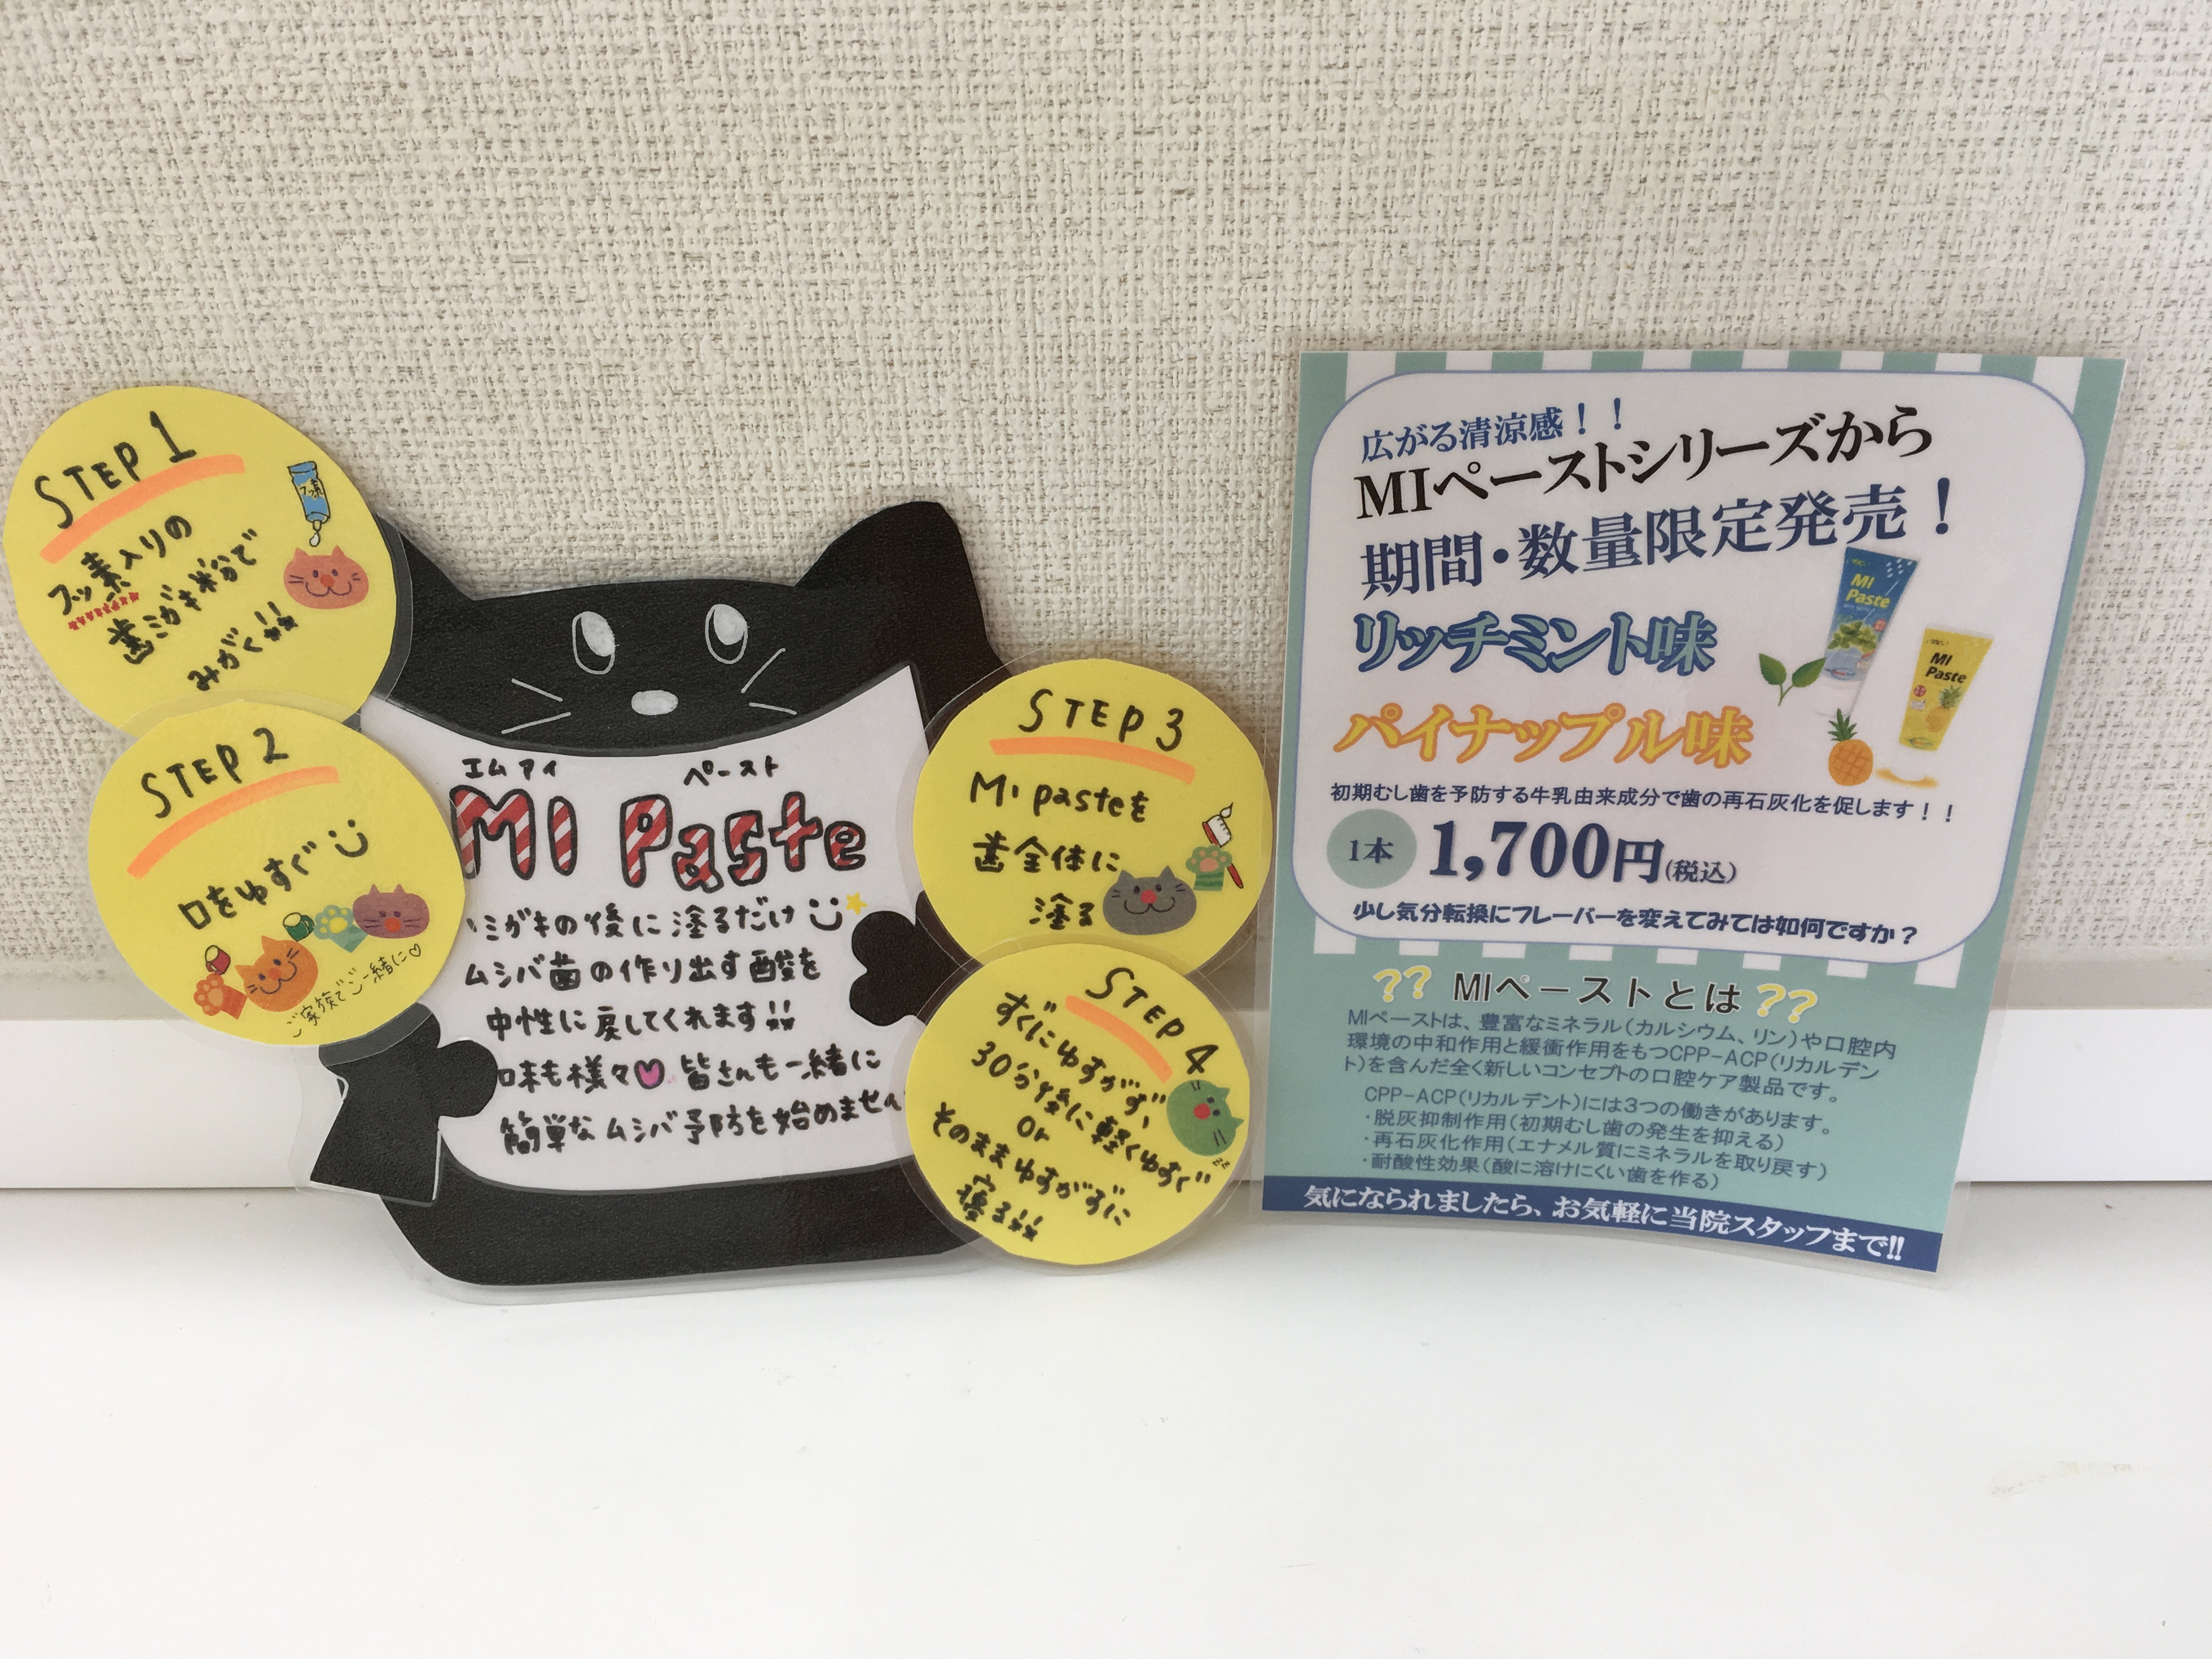 STEP 1
フッ素入りの
歯ミガキ粉で
みがく!!
フッ素
STEP 2
口をゆすぐ
ご家族でご一緒に♡
エムアイ ペースト
MI Paste
ミガキの後に塗るだけ
ムシバ菌の作り出す酸を
中性に戻してくれます!!
味も様々♥皆さんも一緒に
簡単なムシバ予防を始めません
STEP 3
MI pasteを
歯全体に
塗る
STEP 4
すぐにゆすがず、
30分後に軽くゆすぐ
or
そのままゆすがずに
寝る!!
zz
広がる清涼感！！
MIペーストシリーズから
期間・数量限定発売！
リッチミント味
パイナップル味
MI
Paste
MI
Paste
初期むし歯を予防する牛乳由来成分で歯の再石灰化を促します！！
1本 1,700円(税込)
少し気分転換にフレーバーを変えてみては如何ですか？
?? MIペーストとは ??
MIペーストは、豊富なミネラル（カルシウム、リン）や口腔内
環境の中和作用と緩衝作用をもつCPP-ACP（リカルデン
ト）を含んだ全く新しいコンセプトの口腔ケア製品です。
CPP-ACP（リカルデント）には3つの働きがあります。
・脱灰抑制作用（初期むし歯の発生を抑える）
・再石灰化作用（エナメル質にミネラルを取り戻す）
・耐酸性効果（酸に溶けにくい歯を作る）
気になられましたら、お気軽に当院スタッフまで!!